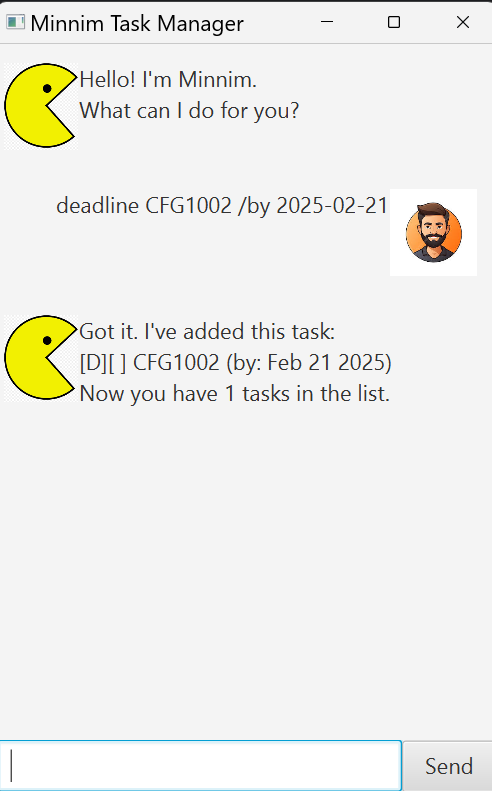 Minnim Task Manager
Hello! I'm Minnim.
What can I do for you?
deadline CFG1002 /by 2025-02-21
Got it. I've added this task:
[D][ ] CFG1002 (by: Feb 21 2025)
Now you have 1 tasks in the list.
Send